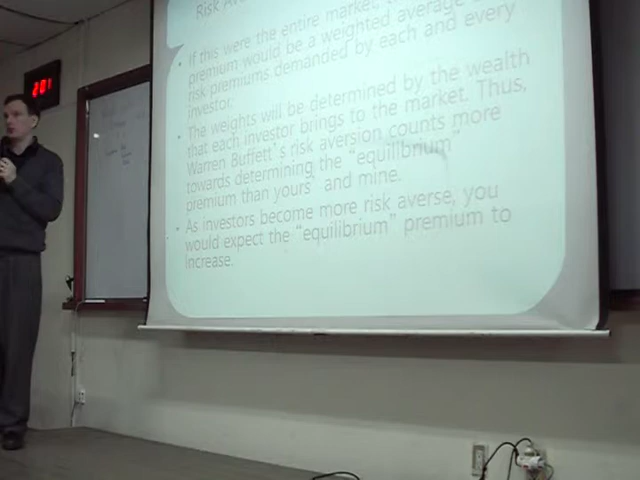 Risk
• If this were the entire market,
premium would be a weighted average
risk premiums demanded by each and every
investor.
• The weights will be determined by the wealth
that each investor brings to the market. Thus,
Warren Buffett's risk aversion counts more
towards determining the "equilibrium"
premium than yours' and mine.
• As investors become more risk averse, you
would expect the "equilibrium" premium to
increase.